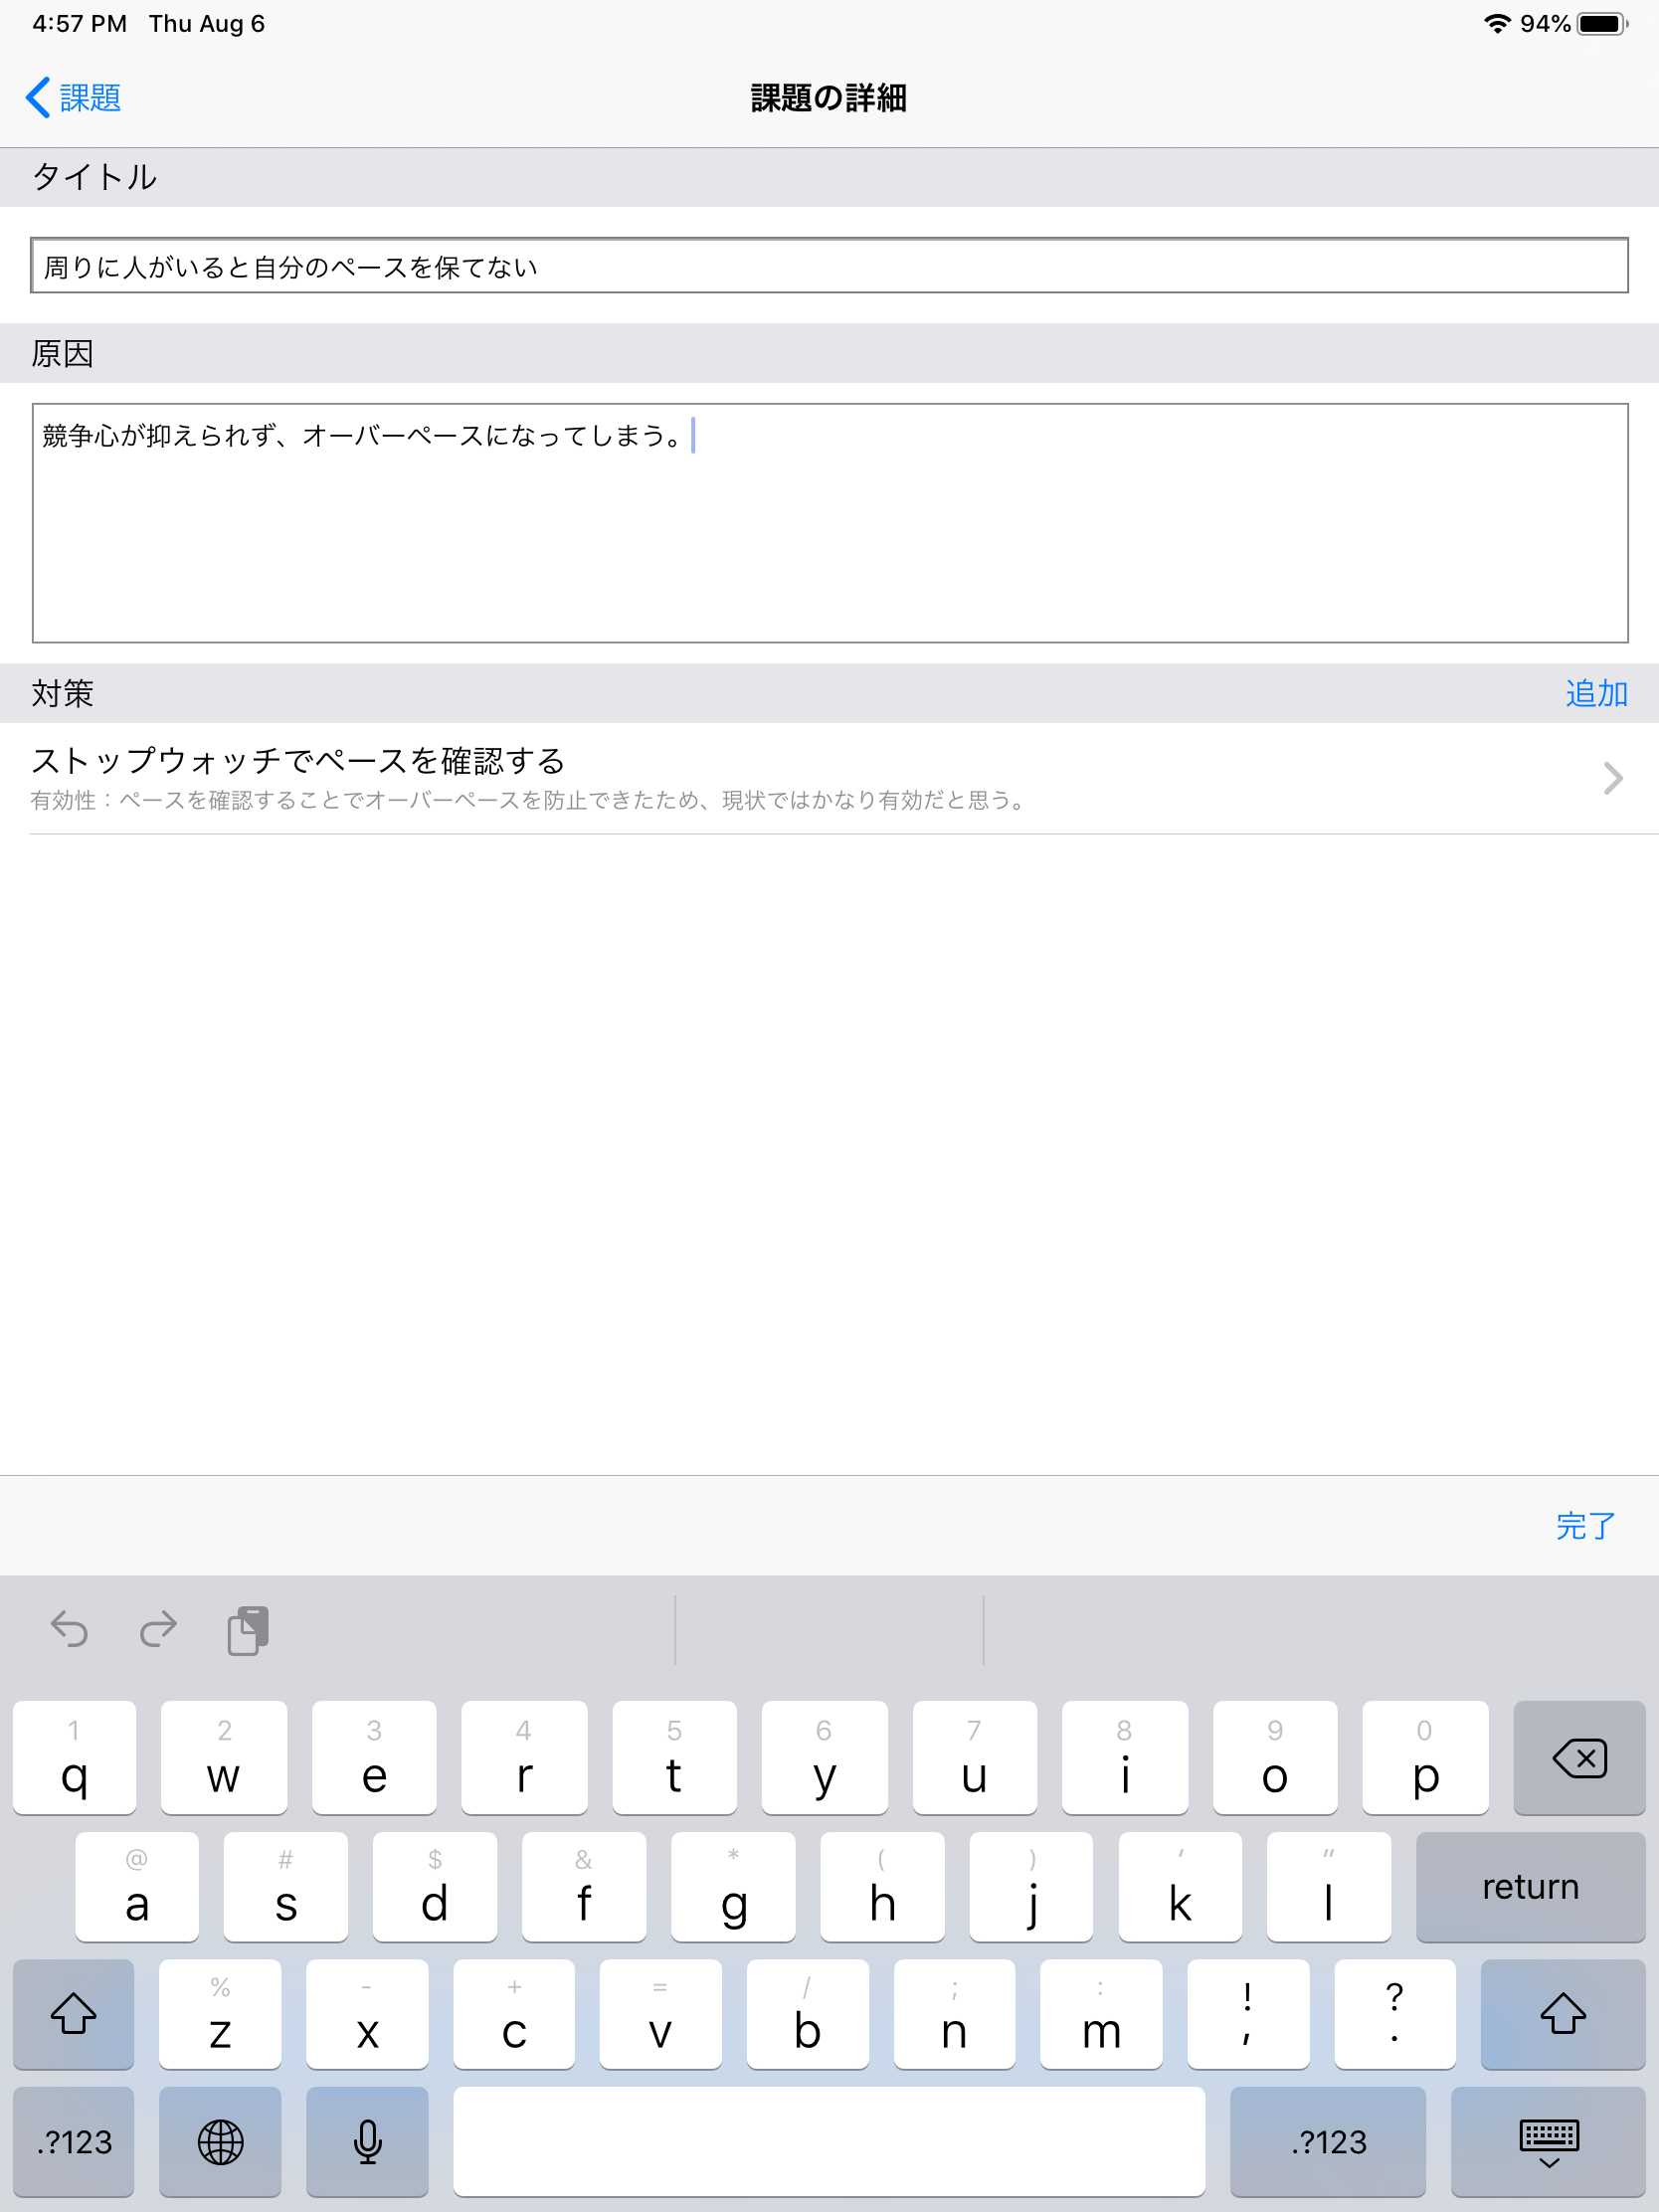 4:57 PM Thu Aug 6 94%
課題 課題の詳細
タイトル
周りに人がいると自分のペースを保てない
原因
競争心が抑えられず、オーバーペースになってしまう。
対策 追加
ストップウォッチでペースを確認する
有効性：ペースを確認することでオーバーペースを防止できたため、現状ではかなり有効だと思う。
完了
1 2 3 4 5 6 7 8 9 0
q w e r t y u i o p
@ # $ & * ( ) ' "
a s d f g h j k l return
% - + = / ; : ! ?
z x c v b n m , .
.?123 .?123